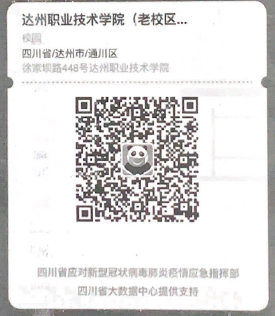 达州职业技术学院（老校区...
校园
四川省/达州市/通川区
徐家坝路448号达州职业技术学院
四川省应对新型冠状病毒肺炎疫情应急指挥部
四川省大数据中心提供支持